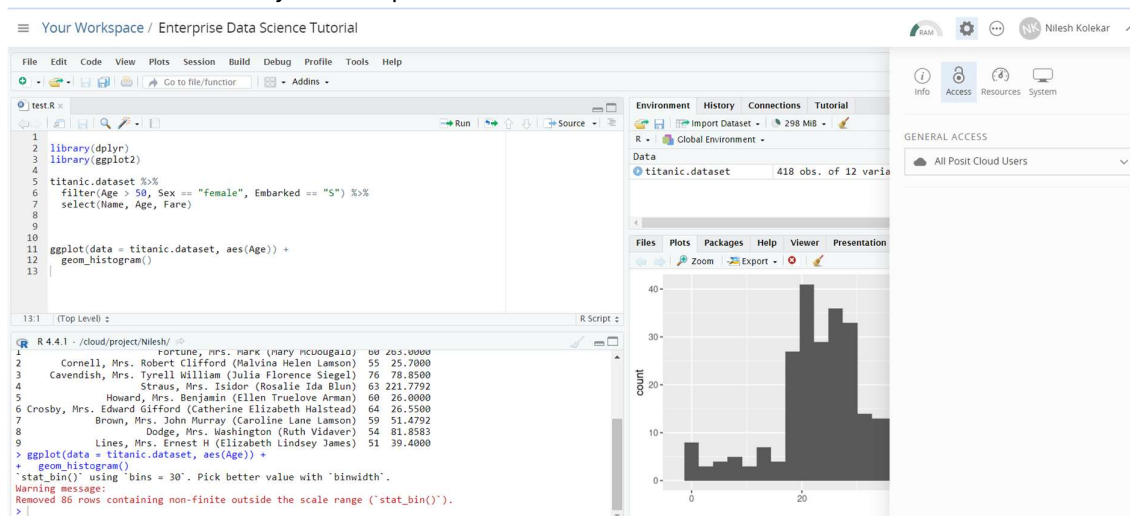 Your Workspace / Enterprise Data Science Tutorial
RAM
NK Nilesh Kolekar
File Edit Code View Plots Session Build Debug Profile Tools Help
Go to file/function
Addins
test.R
Run
Source
1
2 library(dplyr)
3 library(ggplot2)
4
5 titanic.dataset %>%
6 filter(Age > 50, Sex == "female", Embarked == "S") %>%
7 select(Name, Age, Fare)
8
9
10
11 ggplot(data = titanic.dataset, aes(Age)) +
12 geom_histogram()
13
13:1 (Top Level) R Script
R 4.4.1 · /cloud/project/Nilesh/
1 Fortune, Mrs. Mark (Mary McDougald) 60 263.0000
2 Cornell, Mrs. Robert Clifford (Malvina Helen Lamson) 55 25.7000
3 Cavendish, Mrs. Tyrell William (Julia Florence Siegel) 76 78.8500
4 Straus, Mrs. Isidor (Rosalie Ida Blun) 63 221.7792
5 Howard, Mrs. Benjamin (Ellen Truelove Arman) 60 26.0000
6 Crosby, Mrs. Edward Gifford (Catherine Elizabeth Halstead) 64 26.5500
7 Brown, Mrs. John Murray (Caroline Lane Lamson) 59 51.4792
8 Dodge, Mrs. Washington (Ruth Vidaver) 54 81.8583
9 Lines, Mrs. Ernest H (Elizabeth Lindsey James) 51 39.4000
> ggplot(data = titanic.dataset, aes(Age)) +
+ geom_histogram()
`stat_bin()` using `bins = 30`. Pick better value with `binwidth`.
Warning message:
Removed 86 rows containing non-finite outside the scale range (`stat_bin()`).
>
Environment History Connections Tutorial
Import Dataset 298 MiB
R Global Environment
Data
titanic.dataset 418 obs. of 12 varia
Files Plots Packages Help Viewer Presentation
Zoom Export
40
30
20
10
0
count
0 20
Info Access Resources System
GENERAL ACCESS
All Posit Cloud Users